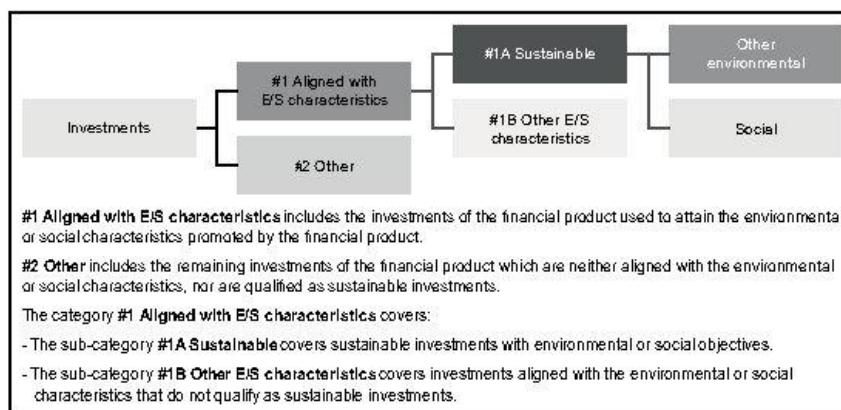 #1A Sustainable
Other
environmental
#1 Aligned with
E/S characteristics
Investments
#1B Other E/S
characteristics
Social
#2 Other
#1 Aligned with E/S characteristics includes the investments of the financial product used to attain the environmenta
or social characteristics promoted by the financial product.
#2 Other includes the remaining investments of the financial product which are neither aligned with the environmental
or social characteristics, nor are qualified as sustainable investments.
The category #1 Aligned with E/S characteristics covers:
- The sub-category #1A Sustainable covers sustainable investments with environmental or social objectives.
- The sub-category #1B Other E/S characteristics covers investments aligned with the environmental or social
characteristics that do not qualify as sustainable investments.